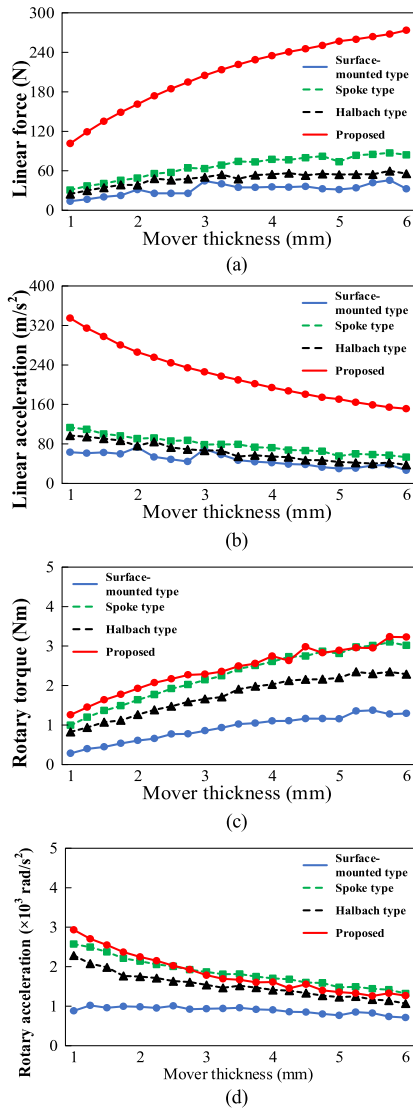 300
240
180
120
60
0
Linear force (N)
Surface-
mounted type
Spoke type
Halbach type
Proposed
1 2 3 4 5 6
Mover thickness (mm)
(a)
400
320
240
160
80
0
Linear acceleration (m/s²)
Surface-
mounted type
Spoke type
Halbach type
Proposed
1 2 3 4 5 6
Mover thickness (mm)
(b)
5
4
3
2
1
0
Rotary torque (Nm)
Surface-
mounted type
Spoke type
Halbach type
Proposed
1 2 3 4 5 6
Mover thickness (mm)
(c)
5
4
3
2
1
0
Rotary acceleration (×10³ rad/s²)
Surface-
mounted type
Spoke type
Halbach type
Proposed
1 2 3 4 5 6
Mover thickness (mm)
(d)